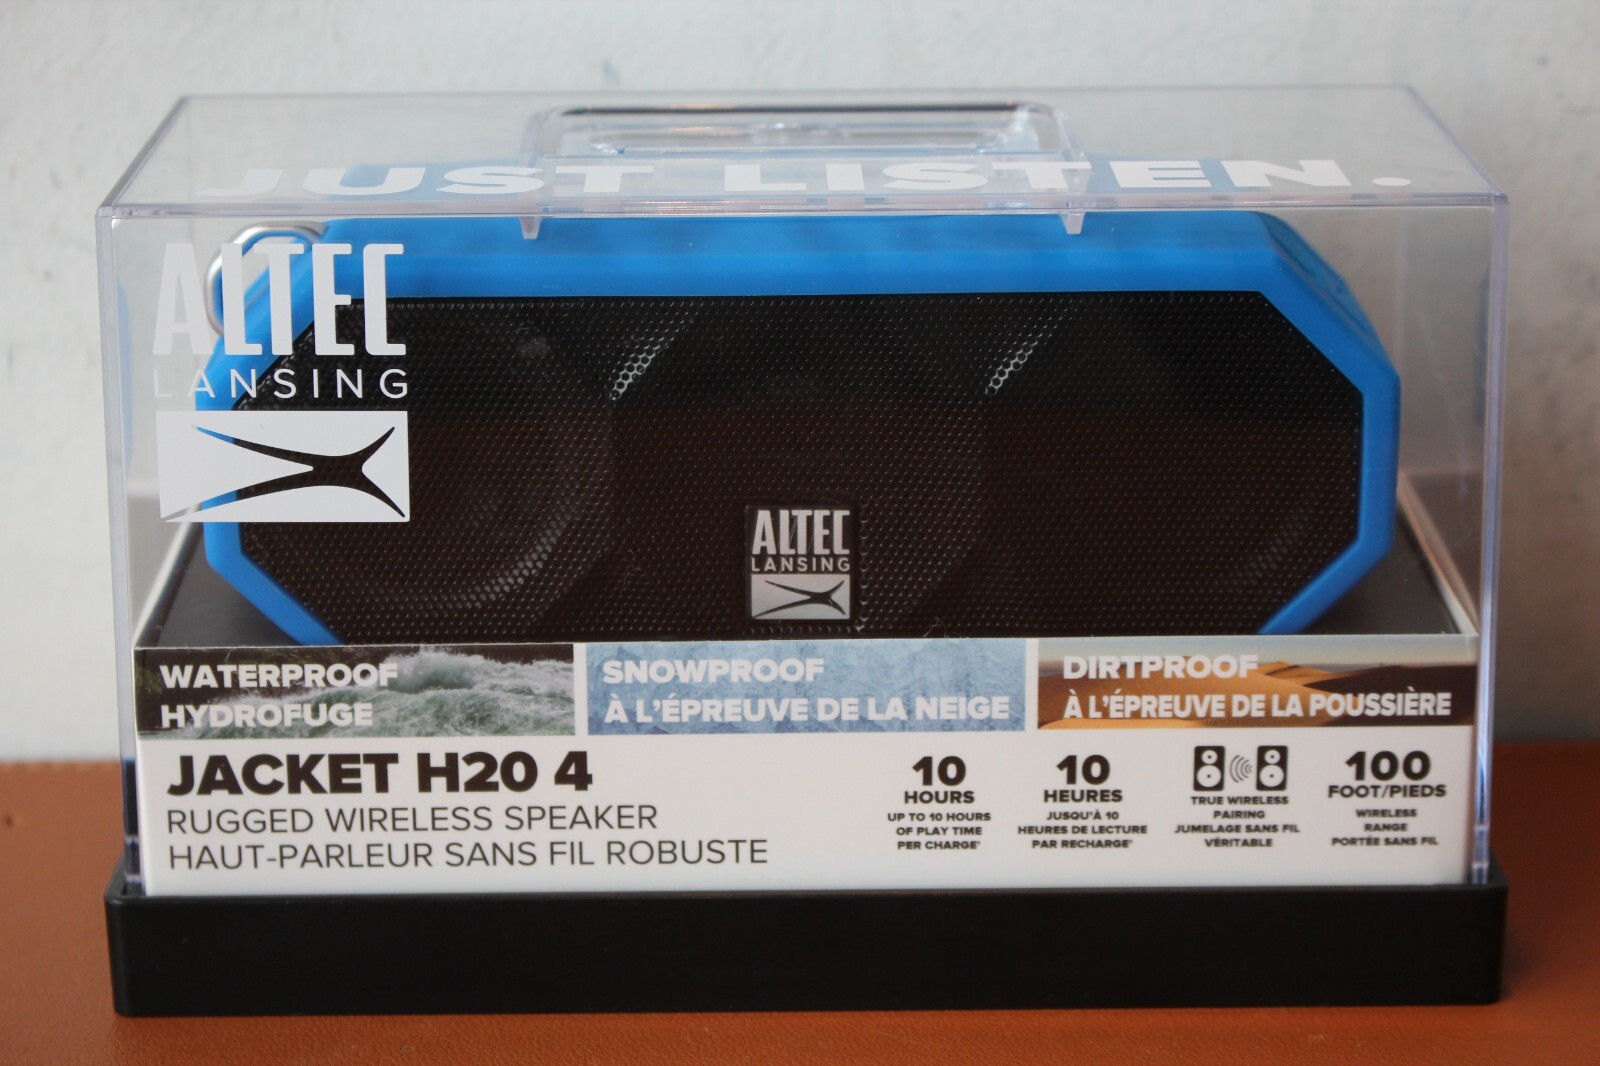 JUST LISTEN.
ALTEC
LANSING
ALTEC
LANSING
WATERPROOF
HYDROFUGE
SNOWPROOF
À L'ÉPREUVE DE LA NEIGE
DIRTPROOF
À L'ÉPREUVE DE LA POUSSIÈRE
JACKET H20 4
RUGGED WIRELESS SPEAKER
HAUT-PARLEUR SANS FIL ROBUSTE
10
HOURS
UP TO 10 HOURS
OF PLAY TIME
PER CHARGE*
10
HEURES
JUSQU'À 10
HEURES DE LECTURE
PAR RECHARGE*
TRUE WIRELESS
PAIRING
JUMELAGE SANS FIL
VÉRITABLE
100
FOOT/PIEDS
WIRELESS
RANGE
PORTÉE SANS FIL